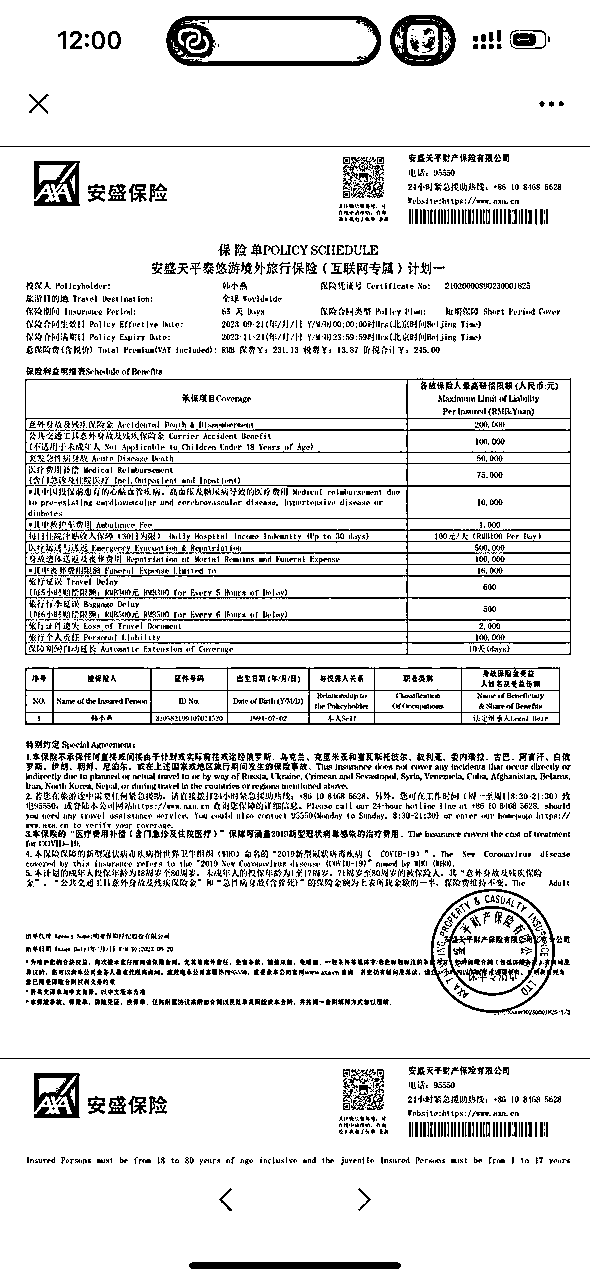 12:00
安盛天平财产保险有限公司
电话：95550
24小时紧急援助热线：+86 10 8468 5628
Website:https://www.axa.cn
AXA 安盛保险
保 险 单POLICY SCHEDULE
安盛天平泰悠游境外旅行保险（互联网专属）计划一
投保人 Policyholder: 韩小燕 保险凭证号 Certificate No:
旅游目的地 Travel Destination: 全球 Worldwide
保险期间 Insurance Period: 65 天 Days 保险合同类型 Policy Plan: 短期保障 Short Period Cover
保险合同生效日 Policy Effective Date: 2023-09-21(年/月/日 Y/M/D)00:00:00时Hrs(北京时间Beijing Time)
保险合同满期日 Policy Expiry Date: 2023-11-24(年/月/日 Y/M/D)23:59:59时Hrs(北京时间Beijing Time)
总保险费(含税价) Total Premium(VAT included): RMB 保费￥: 231.13 税费￥: 13.87 价税合计￥: 245.00
保险利益明细表Schedule of Benefits
承保项目Coverage
各被保险人最高赔偿限额(人民币:元)
Maximum Limit of Liability
Per Insured (RMB:Yuan)
意外身故及残疾保险金 Accidental Death & Dismemberment 200,000
公共交通工具意外身故及残疾保险金 Carrier Accident Benefit
(不适用于未成年人 Not Applicable to Children Under 18 Years of Age) 100,000
突发急性病身故 Acute Disease Death 50,000
医疗费用补偿 Medical Reimbursement
(含门急诊及住院医疗 Incl.Outpatient and Inpatient) 75,000
*其中因投保前患有的心脑血管疾病、高血压及糖尿病导致的医疗费用 Medical reimbursement due
to pre-existing cardiovascular and cerebrovascular disease, hypertensive disease or
diabetes 10,000
*其中救护车费用 Ambulance Fee 1,000
每日住院津贴收入保障（30日为限） Daily Hospital Income Indemnity (Up to 30 days) 100元/天 (RMB100 Per Day)
医疗运送与送返 Emergency Evacuation & Repatriation 500,000
身故遗体送返及丧葬费用 Repatriation of Mortal Remains and Funeral Expense 100,000
*其中丧葬费用限额 Funeral Expense Limited to 16,000
旅行延误 Travel Delay
(每5小时赔偿限额: RMB300元 RMB300 for Every 5 Hours of Delay) 600
旅行行李延误 Baggage Delay
(每6小时赔偿限额: RMB500元 RMB500 for Every 6 Hours of Delay) 500
旅行证件遗失 Loss of Travel Document 2,000
旅行个人责任 Personal Liability 100,000
保障期间自动延长 Automatic Extension of Coverage 10天(days)
序号 被保险人 证件号码 出生日期(年/月/日) 与投保人关系 职业类别 身故保险金受益人姓名及受益份额
NO. Name of the Insured Person ID No. Date of Birth (Y/M/D) Relationship to the Policyholder Classification Of Occupations Name of Beneficiary & Share of Benefits
1 韩小燕 本人Self 法定继承人Legal Heir
特别约定 Special Agreement:
1.本保险不承保任何直接或间接由于计划或实际前往或途经俄罗斯、乌克兰、克里米亚和塞瓦斯托波尔、叙利亚、委内瑞拉、古巴、阿富汗、白俄
罗斯、伊朗、朝鲜、尼泊尔，或在上述国家或地区旅行期间发生的保险事故。This insurance does not cover any incidents that occur directly or
indirectly due to planned or actual travel to or by way of Russia, Ukraine, Crimean and Sevastopol, Syria, Venezuela, Cuba, Afghanistan, Belarus,
Iran, North Korea, Nepal, or during travel in the countries or regions mentioned above.
2.若您在旅游途中需要任何紧急援助，请直接拨打24小时紧急援助热线：+86 10 8468 5628。另外，您可在工作时间（周一至周日8:30-21:30）致
电95550，或登陆本公司网站https://www.axa.cn 查询您保障的详细信息。Please call our 24-hour hotline line at +86 10 8468 5628, should
you need any travel assistance service. You could also contact 95550(Monday to Sunday, 8:30-21:30) or enter our homepage https://
www.axa.cn to verify your coverage.
3.本保险的“医疗费用补偿（含门急诊及住院医疗）”保障可涵盖2019新型冠状病毒感染的治疗费用。The insurance covers the cost of treatment
for COVID-19.
4.本保险保障的新型冠状病毒疾病指世界卫生组织（WHO）命名的“2019新型冠状病毒疾病（ COVID-19）”。The New Coronavirus disease
covered by this insurance refers to the "2019 New Coronavirus disease (COVID-19)" named by WHO (WHO).
5.本计划的成年人投保年龄为18周岁至80周岁，未成年人的投保年龄为1至17周岁。71周岁至80周岁的被保险人，其“意外身故及残疾保险
金”、“公共交通工具意外身故及残疾保险金”和“急性病身故(含猝死)”的保险金额为上表所载金额的一半，保险费维持不变。The Adult
AXA 安盛保险
安盛天平财产保险有限公司
电话：95550
24小时紧急援助热线：+86 10 8468 5628
Website:https://www.axa.cn
Insured Persons must be from 18 to 80 years of age inclusive and the juvenile Insured Persons must be from 1 to 17 years